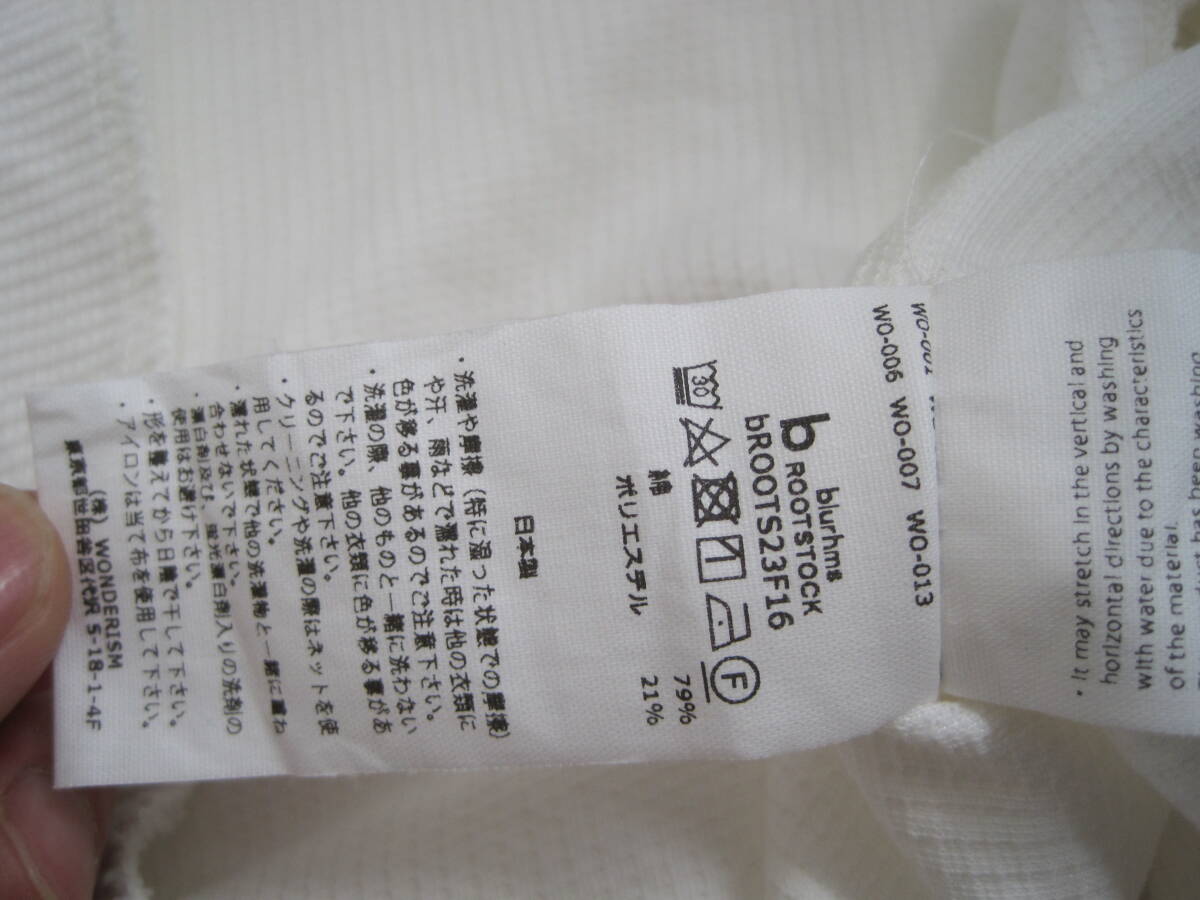 blurhms
b ROOTSTOCK
bROOTS23F16
30
F
綿 79%
ポリエステル 21%
日本製
・洗濯や摩擦(特に湿った状態での摩擦)
や汗、雨などで濡れた時は他の衣類に
色が移る事があるのでご注意下さい。
・洗濯の際、他のものと一緒に洗わない
で下さい。他の衣類に色が移る事があ
るのでご注意下さい。
・クリーニングや洗濯の際はネットを使
用してください。
・濡れた状態で他の洗濯物と一緒に重ね
合わせないで下さい。
・漂白剤及び、蛍光漂白剤入りの洗剤の
使用はお避け下さい。
・形を整えてから日陰で干して下さい。
・アイロンは当て布を使用して下さい。
(株) WONDERISM
東京都世田谷区代沢 5-18-1-4F
WO-006 WO-007 WO-013
・It may stretch in the vertical and
horizontal directions by washing
with water due to the characteristics
of the material.